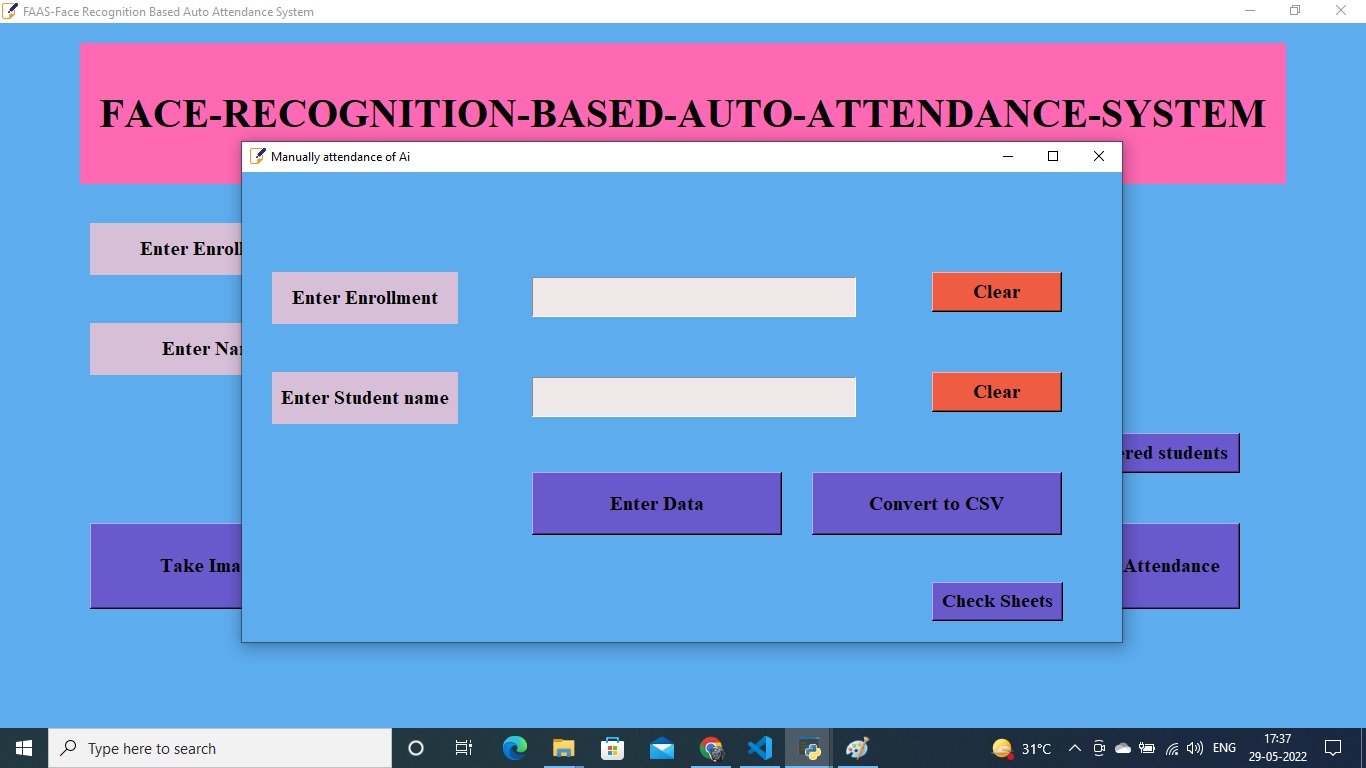 FAAS-Face Recognition Based Auto Attendance System
FACE-RECOGNITION-BASED-AUTO-ATTENDANCE-SYSTEM
Manually attendance of Ai
Enter Enroll
Enter Enrollment
Clear
Enter Nam
Enter Student name
Clear
ered students
Enter Data
Convert to CSV
Take Ima
Attendance
Check Sheets
Type here to search
31°C
ENG
17:37
29-05-2022